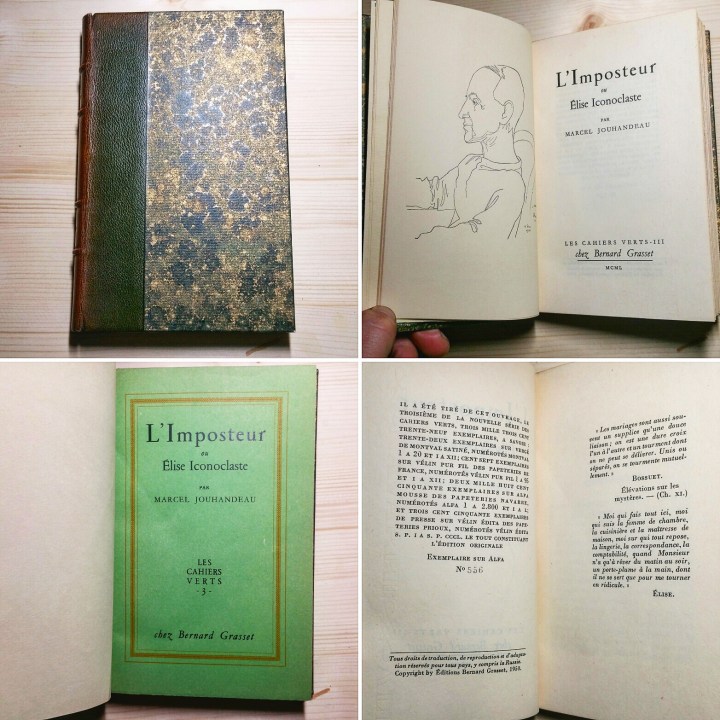 L'Imposteur
ou
Élise Iconoclaste
PAR
MARCEL JOUHANDEAU
LES CAHIERS VERTS-III
chez Bernard Grasset
MCML
L'Imposteur
ou
Élise Iconoclaste
PAR
MARCEL JOUHANDEAU
LES
CAHIERS
VERTS
-3-
chez Bernard Grasset
IL A ÉTÉ TIRÉ DE CET OUVRAGE, LE
TROISIÈME DE LA NOUVELLE SÉRIE DES
CAHIERS VERTS, TROIS MILLE TROIS CENT
TRENTE-NEUF EXEMPLAIRES, A SAVOIR :
TRENTE-DEUX EXEMPLAIRES SUR VERGÉ
DE MONTVAL SATINÉ, NUMÉROTÉS MONTVAL
1 A 20 ET I A XII; CENT SEPT EXEMPLAIRES
SUR VÉLIN PUR FIL DES PAPETERIES DE
FRANCE, NUMÉROTÉS VÉLIN PUR FIL 1 A 95
ET I A XII; DEUX MILLE HUIT CENT
CINQUANTE EXEMPLAIRES SUR ALFA
MOUSSE DES PAPETERIES NAVARRE,
NUMÉROTÉS ALFA 1 A 2.800 ET I A L;
ET TROIS CENT CINQUANTE EXEMPLAIRES
DE PRESSE SUR VÉLIN ÉDITA DES PAPE-
TERIES PRIOUX, NUMÉROTÉS VÉLIN ÉDITA
S. P. I A S. P. CCCL. LE TOUT CONSTITUANT
L'ÉDITION ORIGINALE
EXEMPLAIRE SUR ALFA
N° 556
Tous droits de traduction, de reproduction et d'adapta-
tion réservés pour tous pays, y compris la Russie.
Copyright by Éditions Bernard Grasset, 1950.
« Les mariages sont aussi sou-
vent un supplice qu'une douce
liaison; on est une dure croix
l'un à l'autre et un tourment dont
on ne peut se délivrer. Unis ou
séparés, on se tourmente mutuel-
lement. »
BOSSUET.
Élévations sur les
mystères. — (Ch. XI.)
« Moi qui fais tout ici, moi
qui suis la femme de chambre,
la cuisinière et la maîtresse de
maison, moi sur qui tout repose,
la lingerie, la correspondance, la
comptabilité, quand Monsieur
n'a qu'à rêver du matin au soir,
un porte-plume à la main, dont
il ne se sert que pour me tourner
en ridicule. »
ÉLISE.